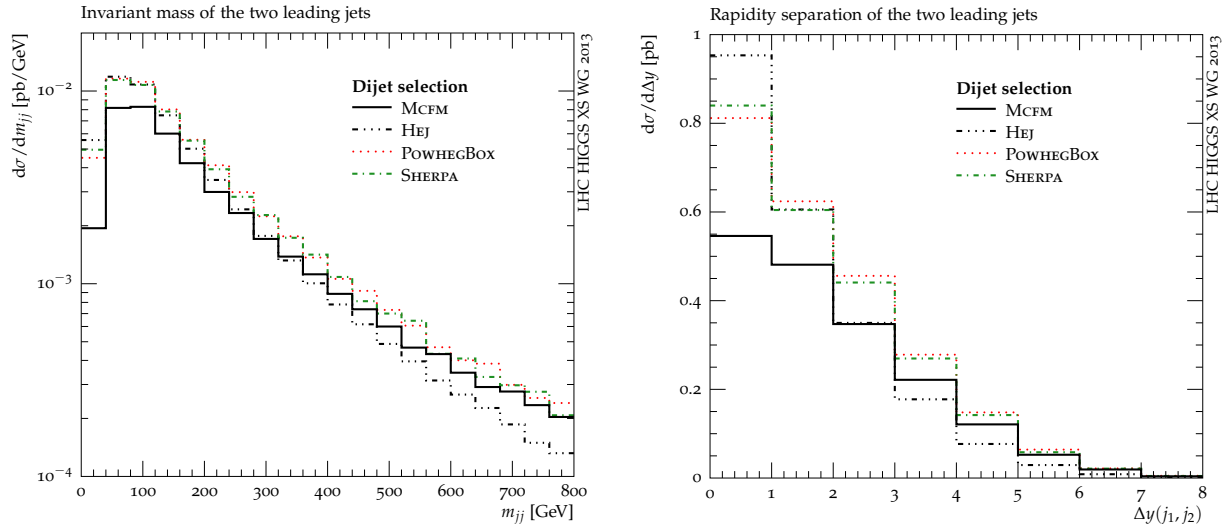 Invariant mass of the two leading jets
dσ/dm_jj [pb/GeV]
10^−2
10^−3
10^−4
Dijet selection
MCFM
HEJ
POWHEGBOX
SHERPA
LHC HIGGS XS WG 2013
0 100 200 300 400 500 600 700 800
m_jj [GeV]
Rapidity separation of the two leading jets
dσ/dΔy [pb]
1
0.8
0.6
0.4
0.2
0
Dijet selection
MCFM
HEJ
POWHEGBOX
SHERPA
LHC HIGGS XS WG 2013
0 1 2 3 4 5 6 7 8
Δy(j_1, j_2)